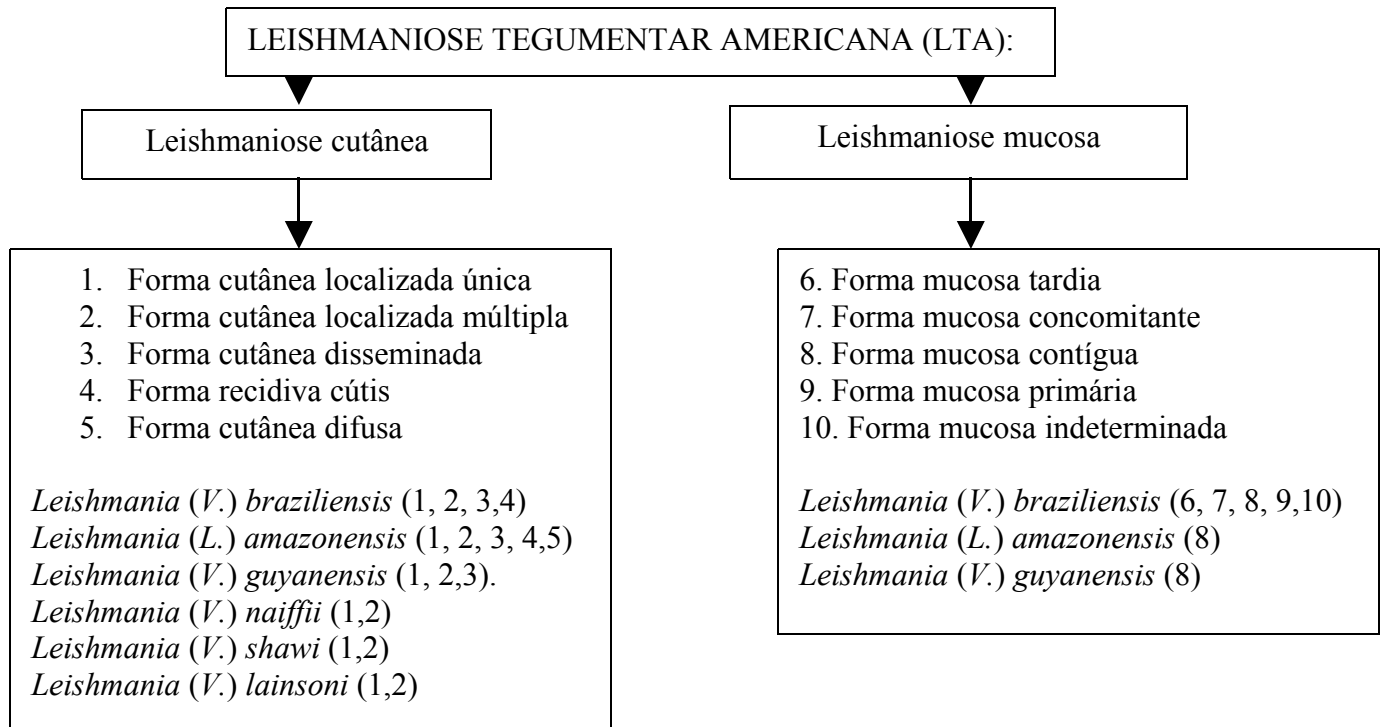 LEISHMANIOSE TEGUMENTAR AMERICANA (LTA):
Leishmaniose cutânea
Leishmaniose mucosa
1. Forma cutânea localizada única
2. Forma cutânea localizada múltipla
3. Forma cutânea disseminada
4. Forma recidiva cútis
5. Forma cutânea difusa
Leishmania (V.) braziliensis (1, 2, 3,4)
Leishmania (L.) amazonensis (1, 2, 3, 4,5)
Leishmania (V.) guyanensis (1, 2,3).
Leishmania (V.) naiffii (1,2)
Leishmania (V.) shawi (1,2)
Leishmania (V.) lainsoni (1,2)
6. Forma mucosa tardia
7. Forma mucosa concomitante
8. Forma mucosa contígua
9. Forma mucosa primária
10. Forma mucosa indeterminada
Leishmania (V.) braziliensis (6, 7, 8, 9,10)
Leishmania (L.) amazonensis (8)
Leishmania (V.) guyanensis (8)